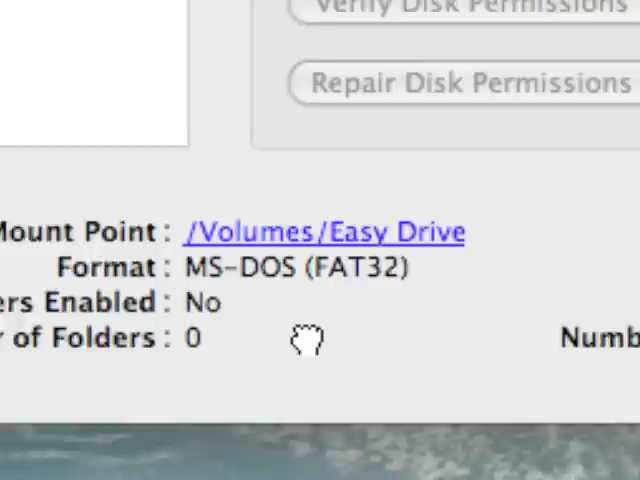 Verify Disk Permissions
Repair Disk Permissions
Mount Point : /Volumes/Easy Drive
Format : MS-DOS (FAT32)
ers Enabled : No
r of Folders : 0
Numb